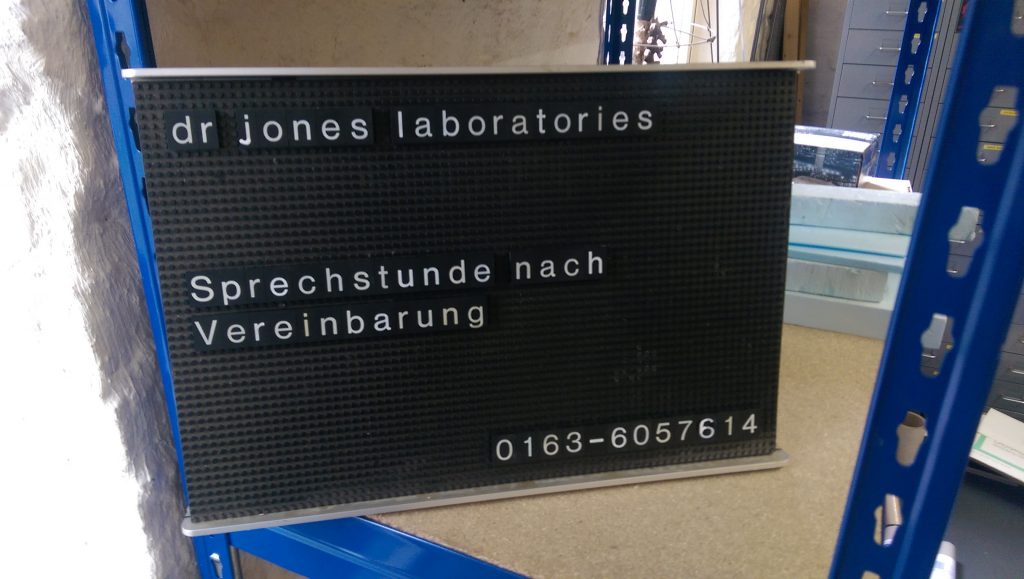 dr jones laboratories
Sprechstunde nach
Vereinbarung
0163-6057614